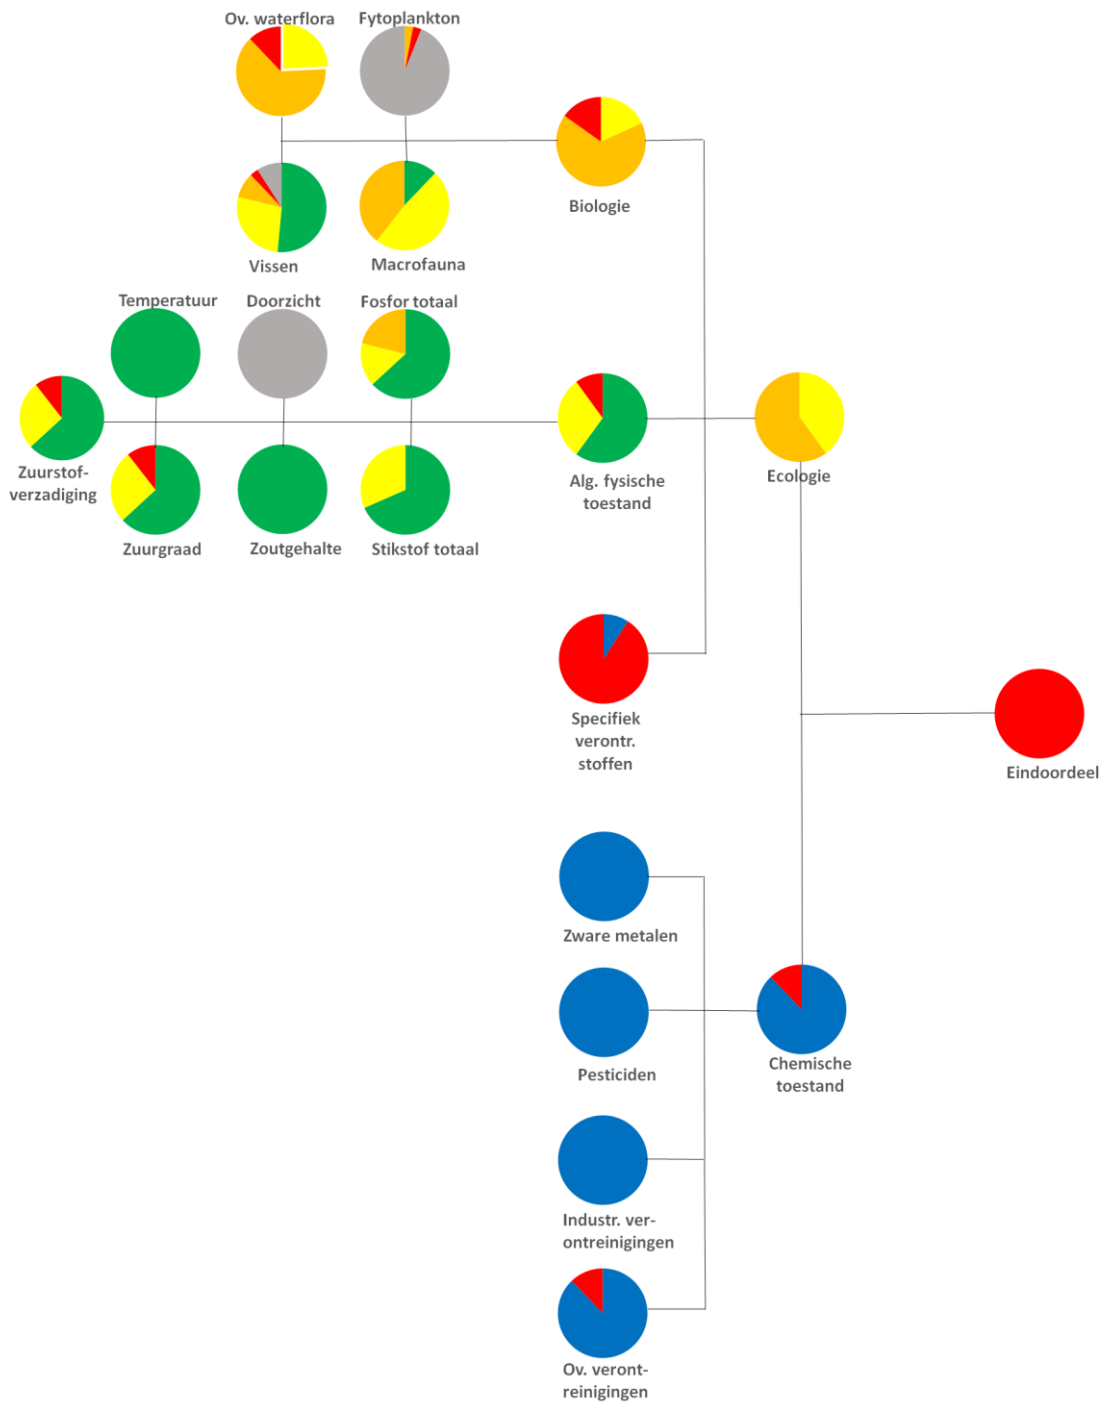 Ov. waterflora
Fytoplankton
Biologie
Vissen
Macrofauna
Temperatuur
Doorzicht
Fosfor totaal
Zuurstof-
verzadiging
Alg. fysische
toestand
Ecologie
Zuurgraad
Zoutgehalte
Stikstof totaal
Specifiek
verontr.
stoffen
Eindoordeel
Zware metalen
Pesticiden
Chemische
toestand
Industr. ver-
ontreinigingen
Ov. veront-
reinigingen